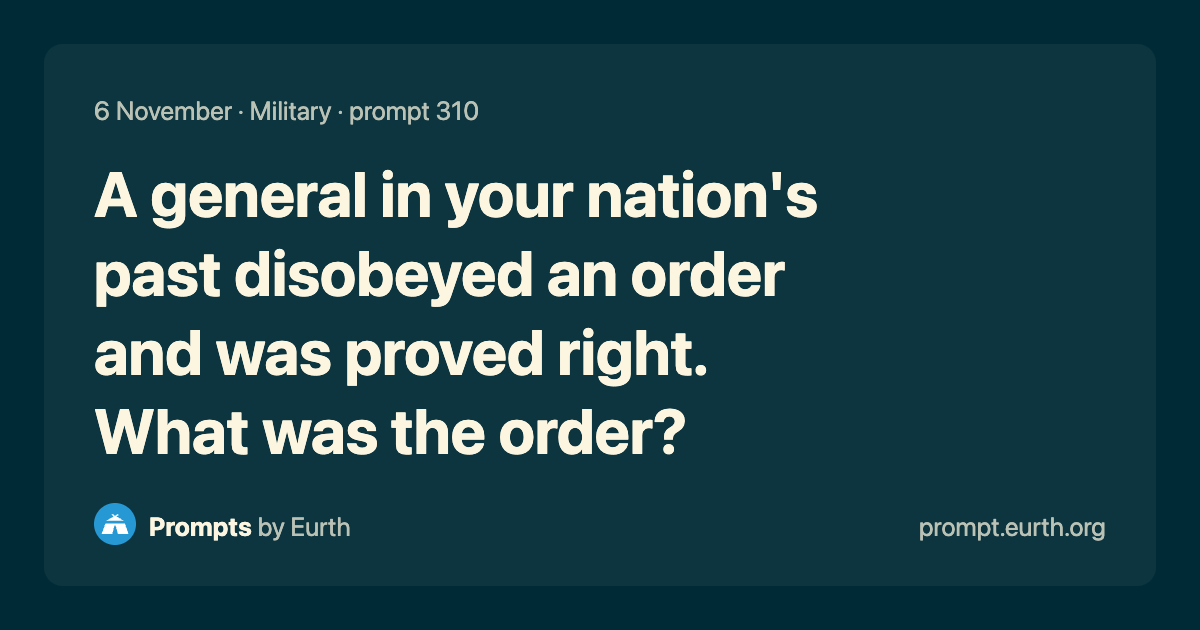 6 November · Military · prompt 310
A general in your nation's
past disobeyed an order
and was proved right.
What was the order?
Prompts by Eurth
prompt.eurth.org